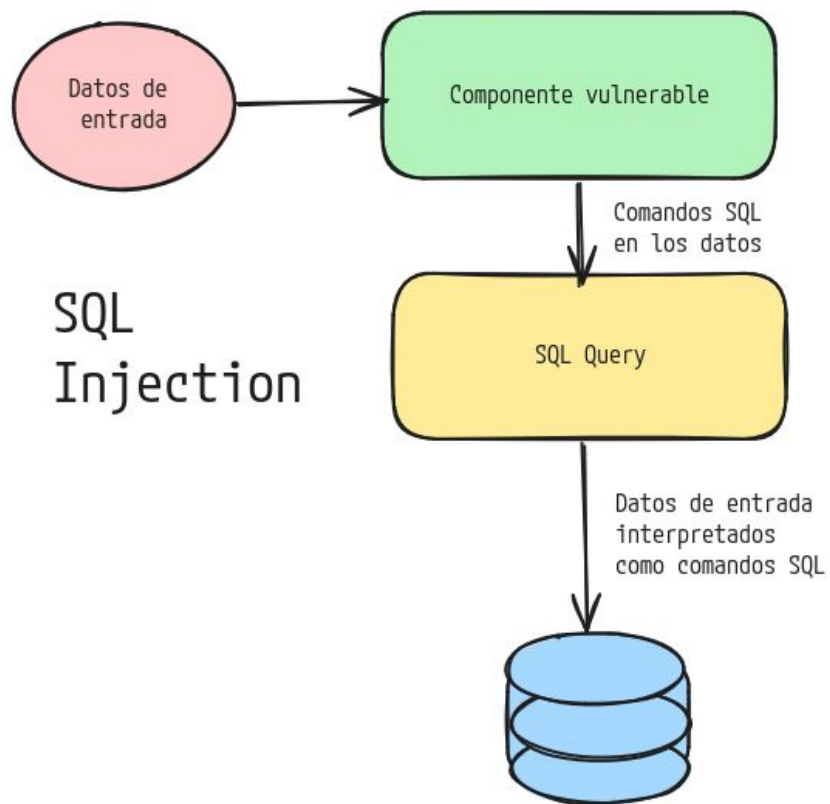 Datos de
entrada
Componente vulnerable
Comandos SQL
en los datos
SQL
Injection
SQL Query
Datos de entrada
interpretados
como comandos SQL